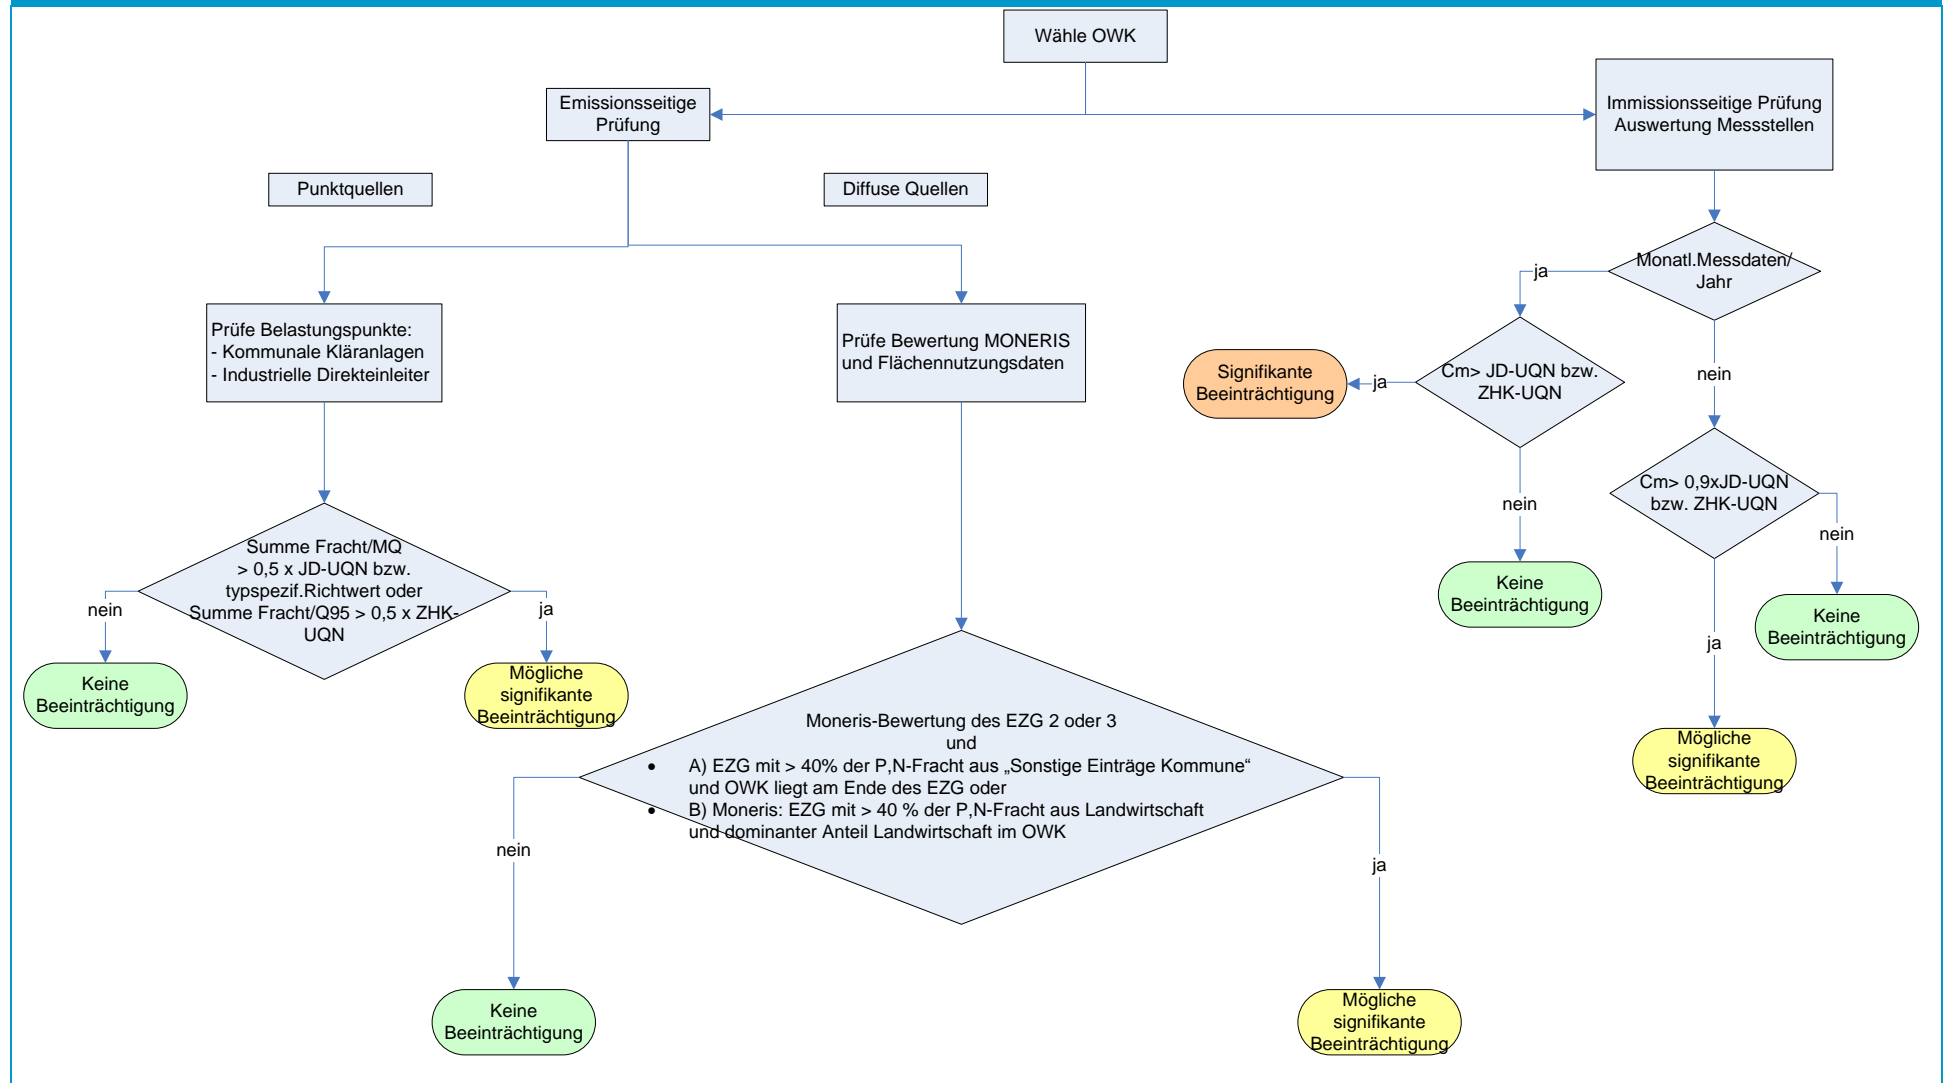 Wähle OWK
Emissionsseitige
Prüfung
Immissionsseitige Prüfung
Auswertung Messstellen
Punktquellen
Diffuse Quellen
Monatl.Messdaten/
Jahr
ja
nein
Prüfe Belastungspunkte:
- Kommunale Kläranlagen
- Industrielle Direkteinleiter
Prüfe Bewertung MONERIS
und Flächennutzungsdaten
Signifikante
Beeinträchtigung
ja
Cm> JD-UQN bzw.
ZHK-UQN
nein
Cm> 0,9xJD-UQN
bzw. ZHK-UQN
nein
ja
Summe Fracht/MQ
> 0,5 x JD-UQN bzw.
typspezif.Richtwert oder
Summe Fracht/Q95 > 0,5 x ZHK-
UQN
nein
ja
Keine
Beeinträchtigung
Keine
Beeinträchtigung
Keine
Beeinträchtigung
Mögliche
signifikante
Beeinträchtigung
Mögliche
signifikante
Beeinträchtigung
Moneris-Bewertung des EZG 2 oder 3
und
• A) EZG mit > 40% der P,N-Fracht aus „Sonstige Einträge Kommune“
und OWK liegt am Ende des EZG oder
• B) Moneris: EZG mit > 40 % der P,N-Fracht aus Landwirtschaft
und dominanter Anteil Landwirtschaft im OWK
nein
ja
Keine
Beeinträchtigung
Mögliche
signifikante
Beeinträchtigung